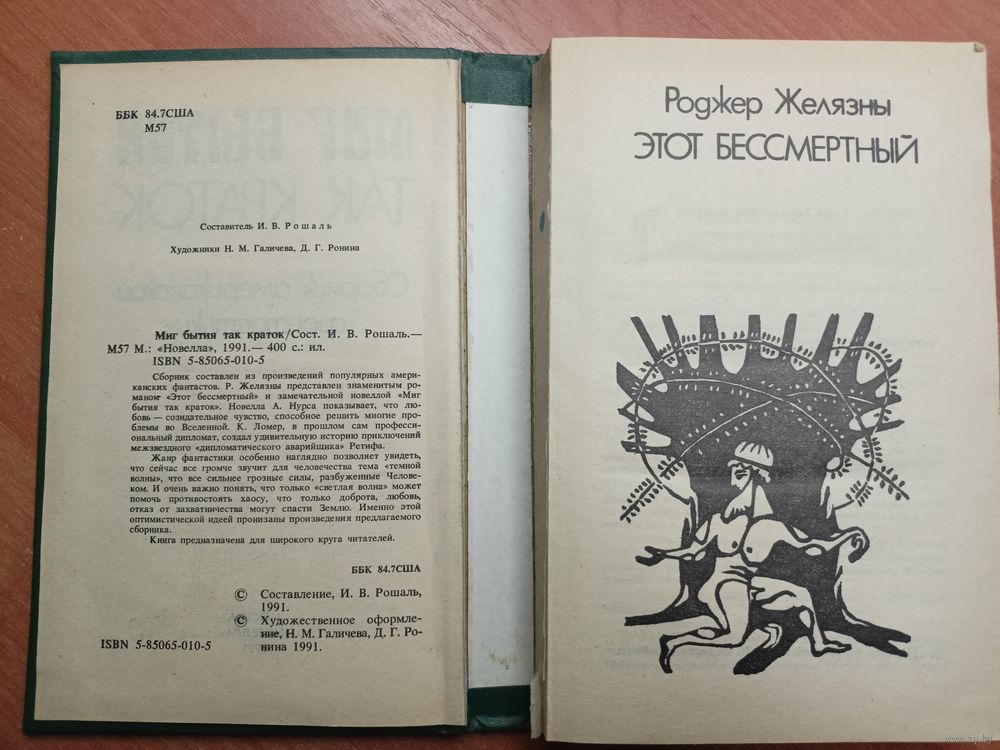 ББК 84.7США
М57
Составитель И. В. Рошаль
Художники Н. М. Галичева, Д. Г. Ронина
Миг бытия так краток/Сост. И. В. Рошаль.—
М57 М.: «Новелла», 1991.— 400 с.: ил.
ISBN 5-85065-010-5
Сборник составлен из произведений популярных амери-
канских фантастов. Р. Желязны представлен знаменитым ро-
маном «Этот бессмертный» и замечательной новеллой «Миг
бытия так краток». Новелла А. Нурса показывает, что лю-
бовь — созидательное чувство, способное решить многие про-
блемы во Вселенной. К. Ломер, в прошлом сам професси-
ональный дипломат, создал удивительную историю приключений
межзвездного «дипломатического аварийщика» Ретифа.
Жанр фантастики особенно наглядно позволяет увидеть,
что сейчас все громче звучит для человечества тема «темной
волны», что все сильнее грозные силы, разбуженные Челове-
ком. И очень важно понять, что только «светлая волна» может
помочь противостоять хаосу, что только доброта, любовь,
отказ от захватничества могут спасти Землю. Именно этой
оптимистической идеей пронизаны произведения предлагаемого
сборника.
Книга предназначена для широкого круга читателей.
ББК 84.7США
© Составление, И. В. Рошаль,
1991.
© Художественное оформле-
ние, Н. М. Галичева, Д. Г. Ро-
нина 1991.
ISBN 5-85065-010-5
Роджер Желязны
ЭТОТ БЕССМЕРТНЫЙ
www.ay.by